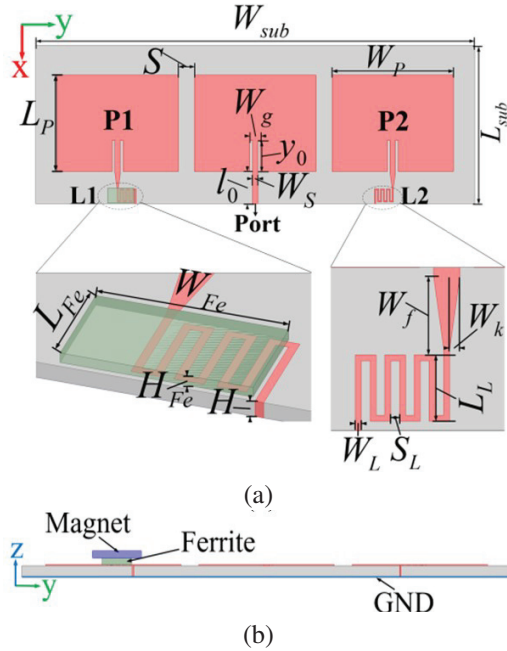 y
x
W_sub
S
W_P
L_P
P1
W_g
y_0
P2
L_sub
l_0
W_S
L1
Port
L2
L_Fe
W_Fe
H_Fe
H
W_f
W_k
L_L
W_L
S_L
(a)
Magnet
Ferrite
z
y
GND
(b)